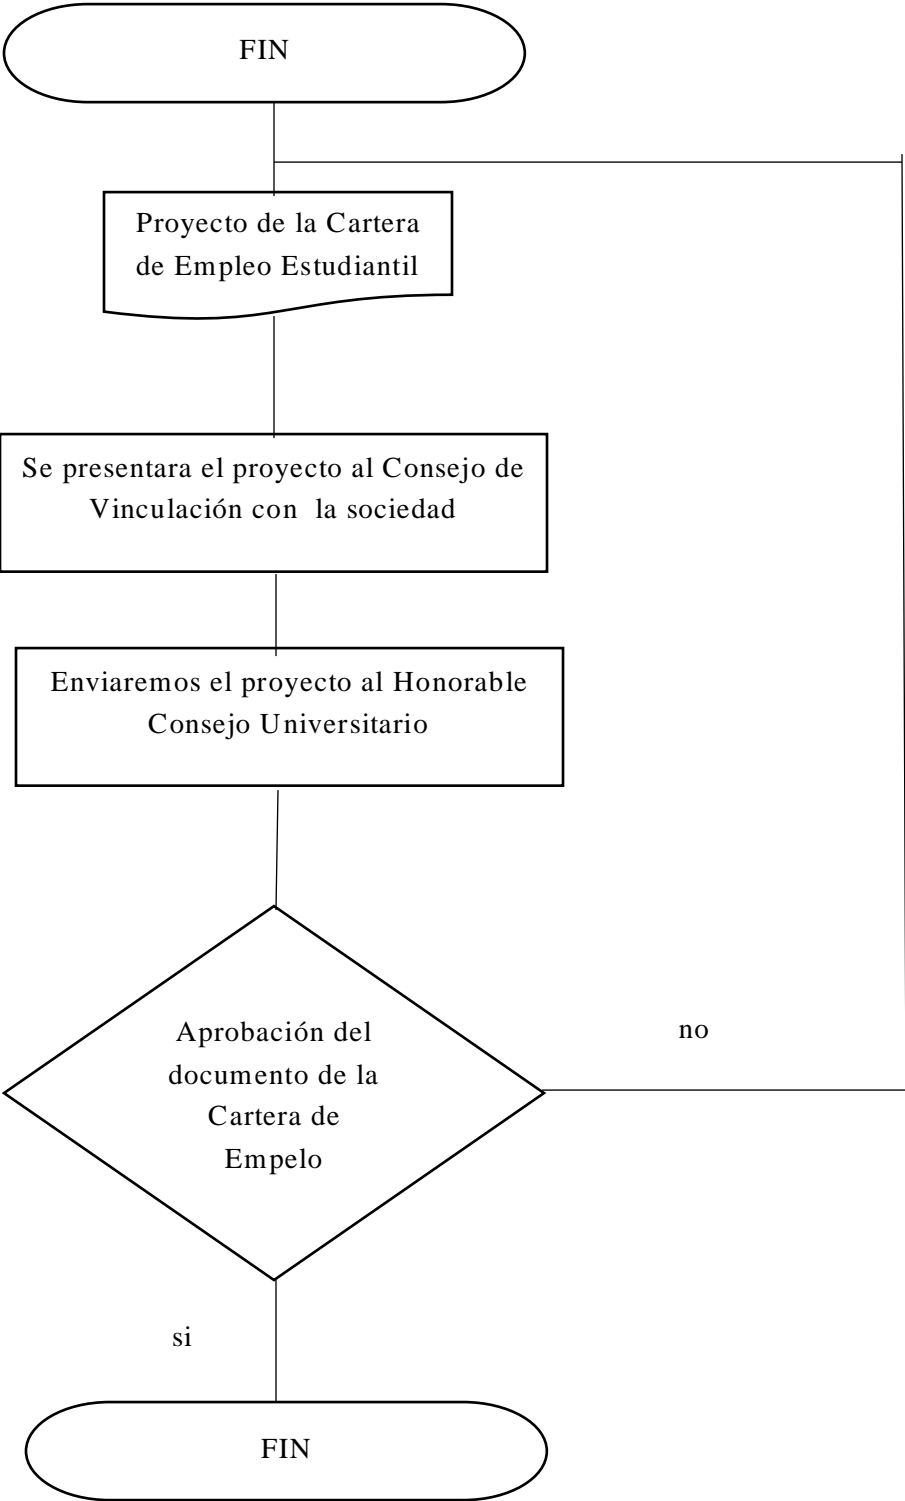 FIN
Proyecto de la Cartera
de Empleo Estudiantil
Se presentara el proyecto al Consejo de
Vinculación con la sociedad
Enviaremos el proyecto al Honorable
Consejo Universitario
Aprobación del
documento de la
Cartera de
Empelo
no
si
FIN